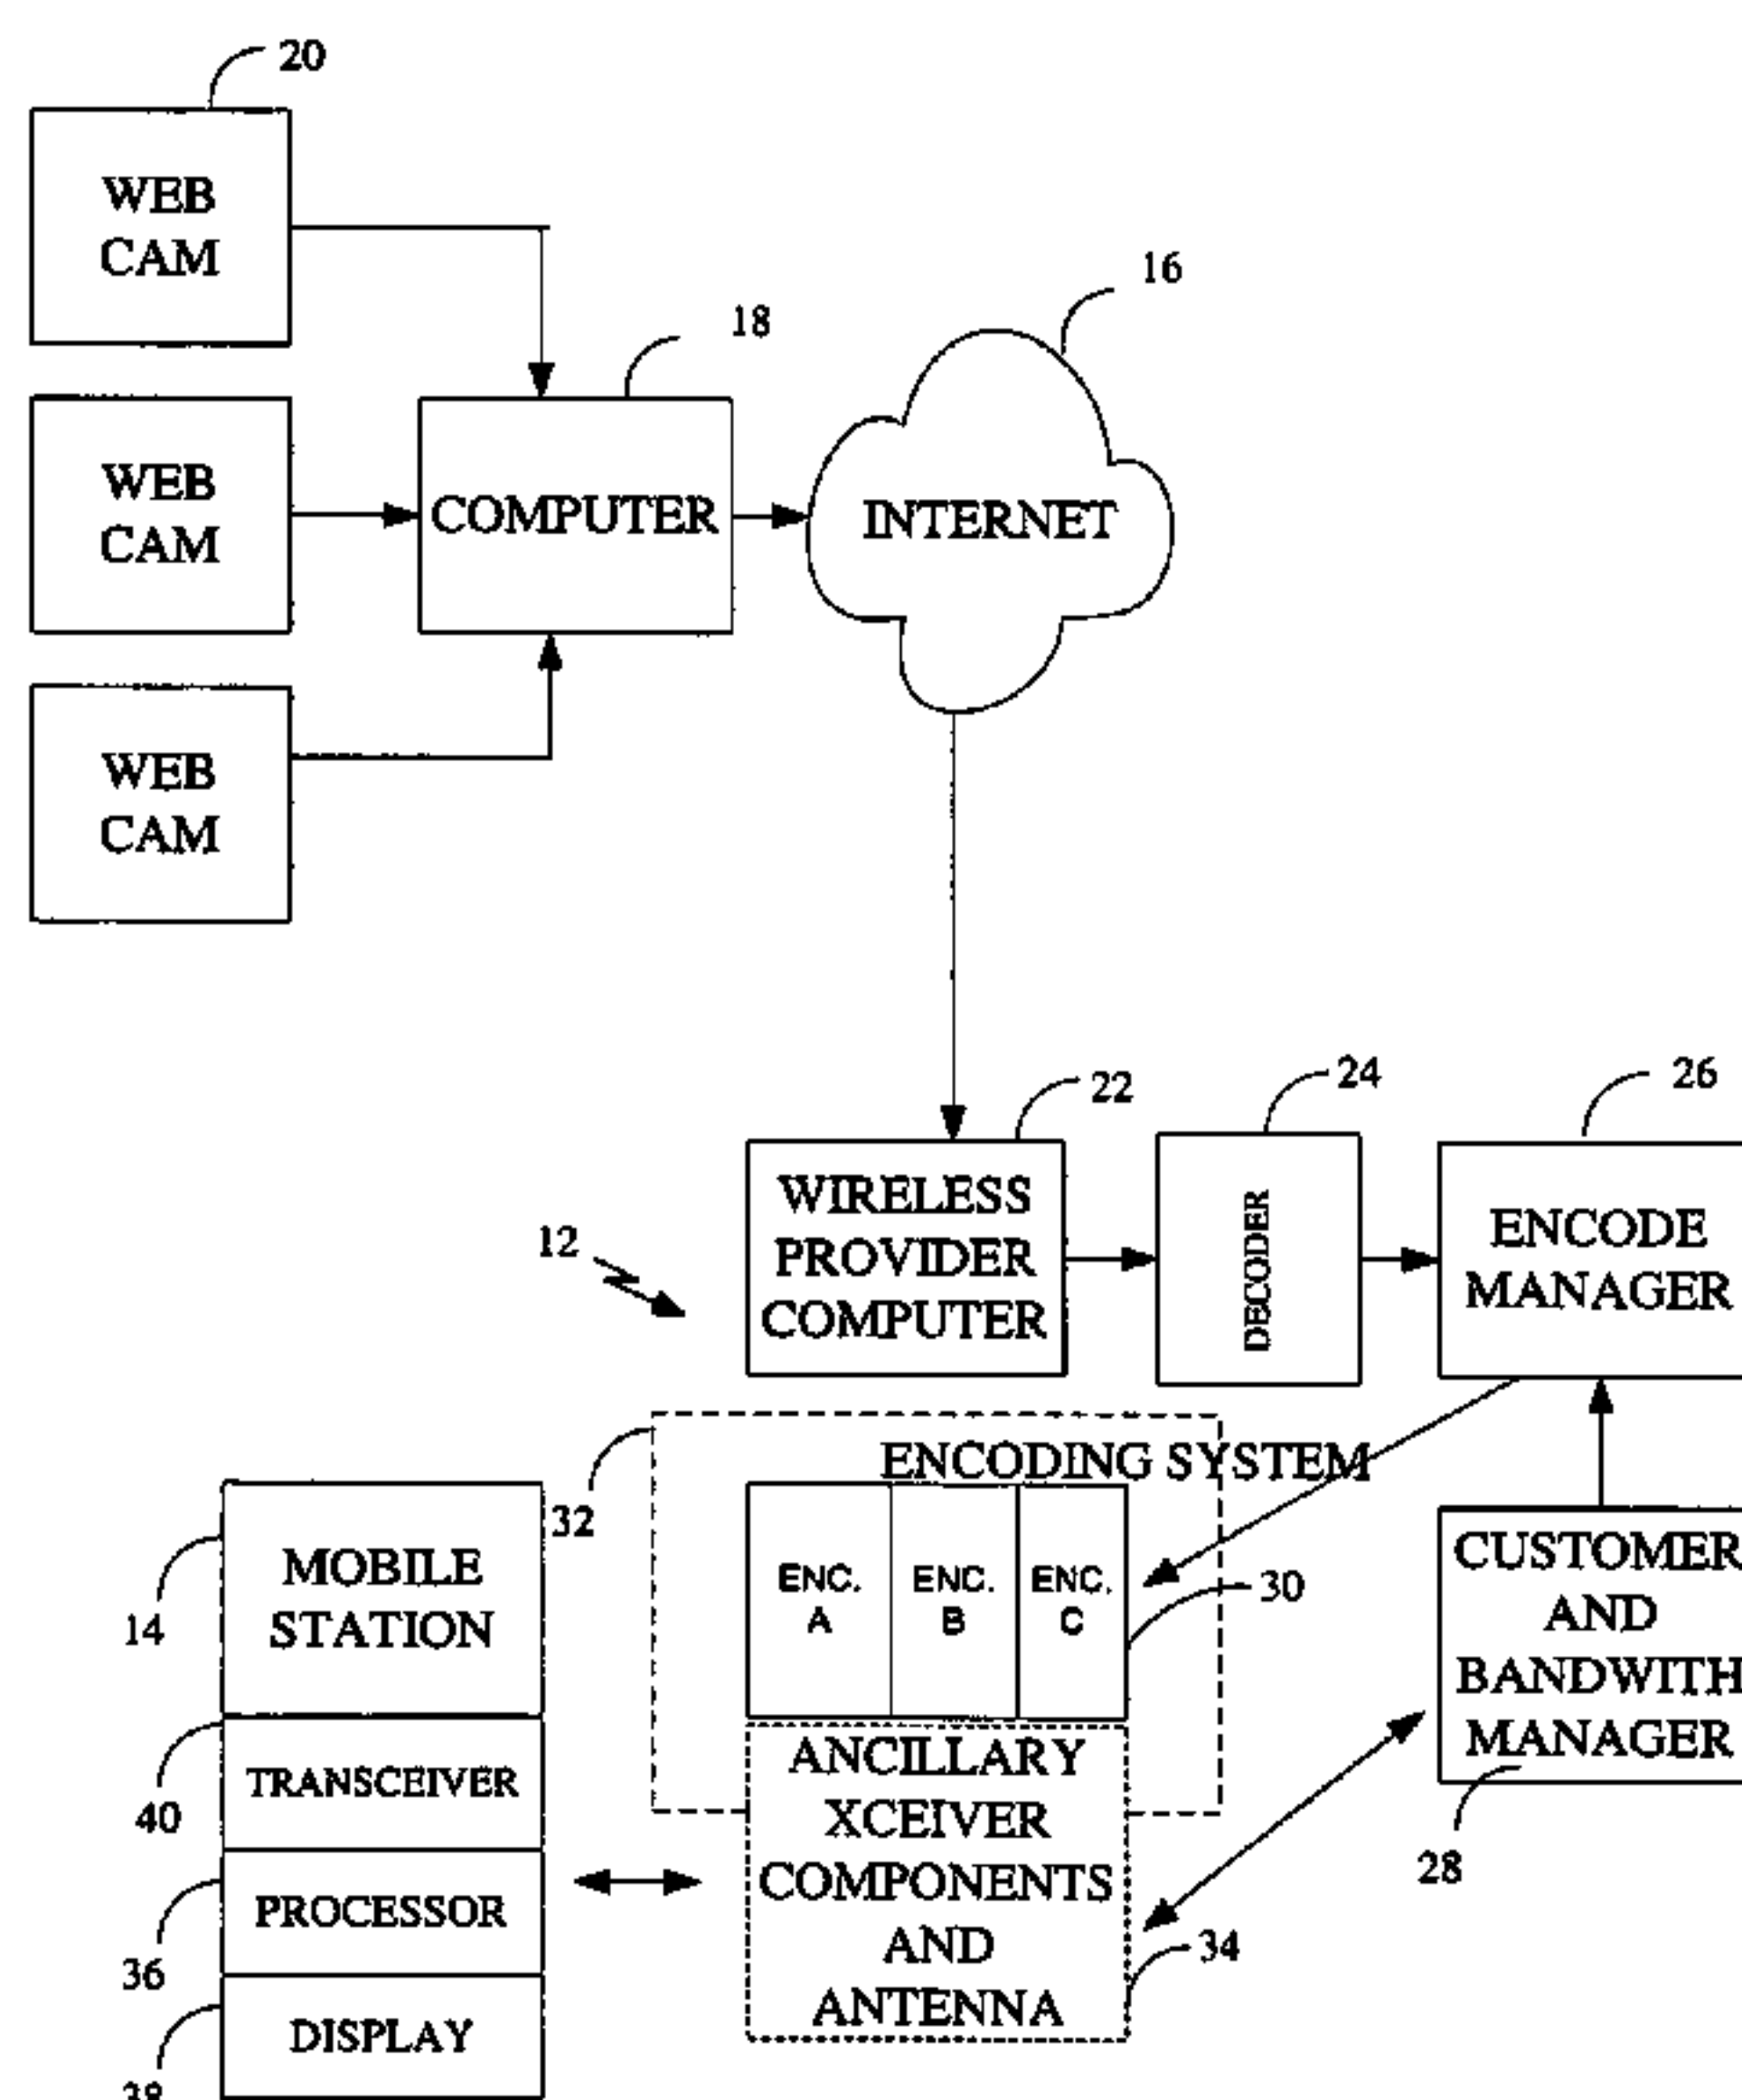 20
WEB
CAM
16
18
WEB
CAM
COMPUTER
INTERNET
WEB
CAM
22
24
26
12
WIRELESS
PROVIDER
COMPUTER
DECODER
ENCODE
MANAGER
ENCODING SYSTEM
32
MOBILE
STATION
14
ENC.
A
ENC.
B
ENC.
C
30
CUSTOMER
AND
BANDWITH
MANAGER
28
TRANSCEIVER
40
PROCESSOR
36
DISPLAY
38
ANCILLARY
XCEIVER
COMPONENTS
AND
ANTENNA
34